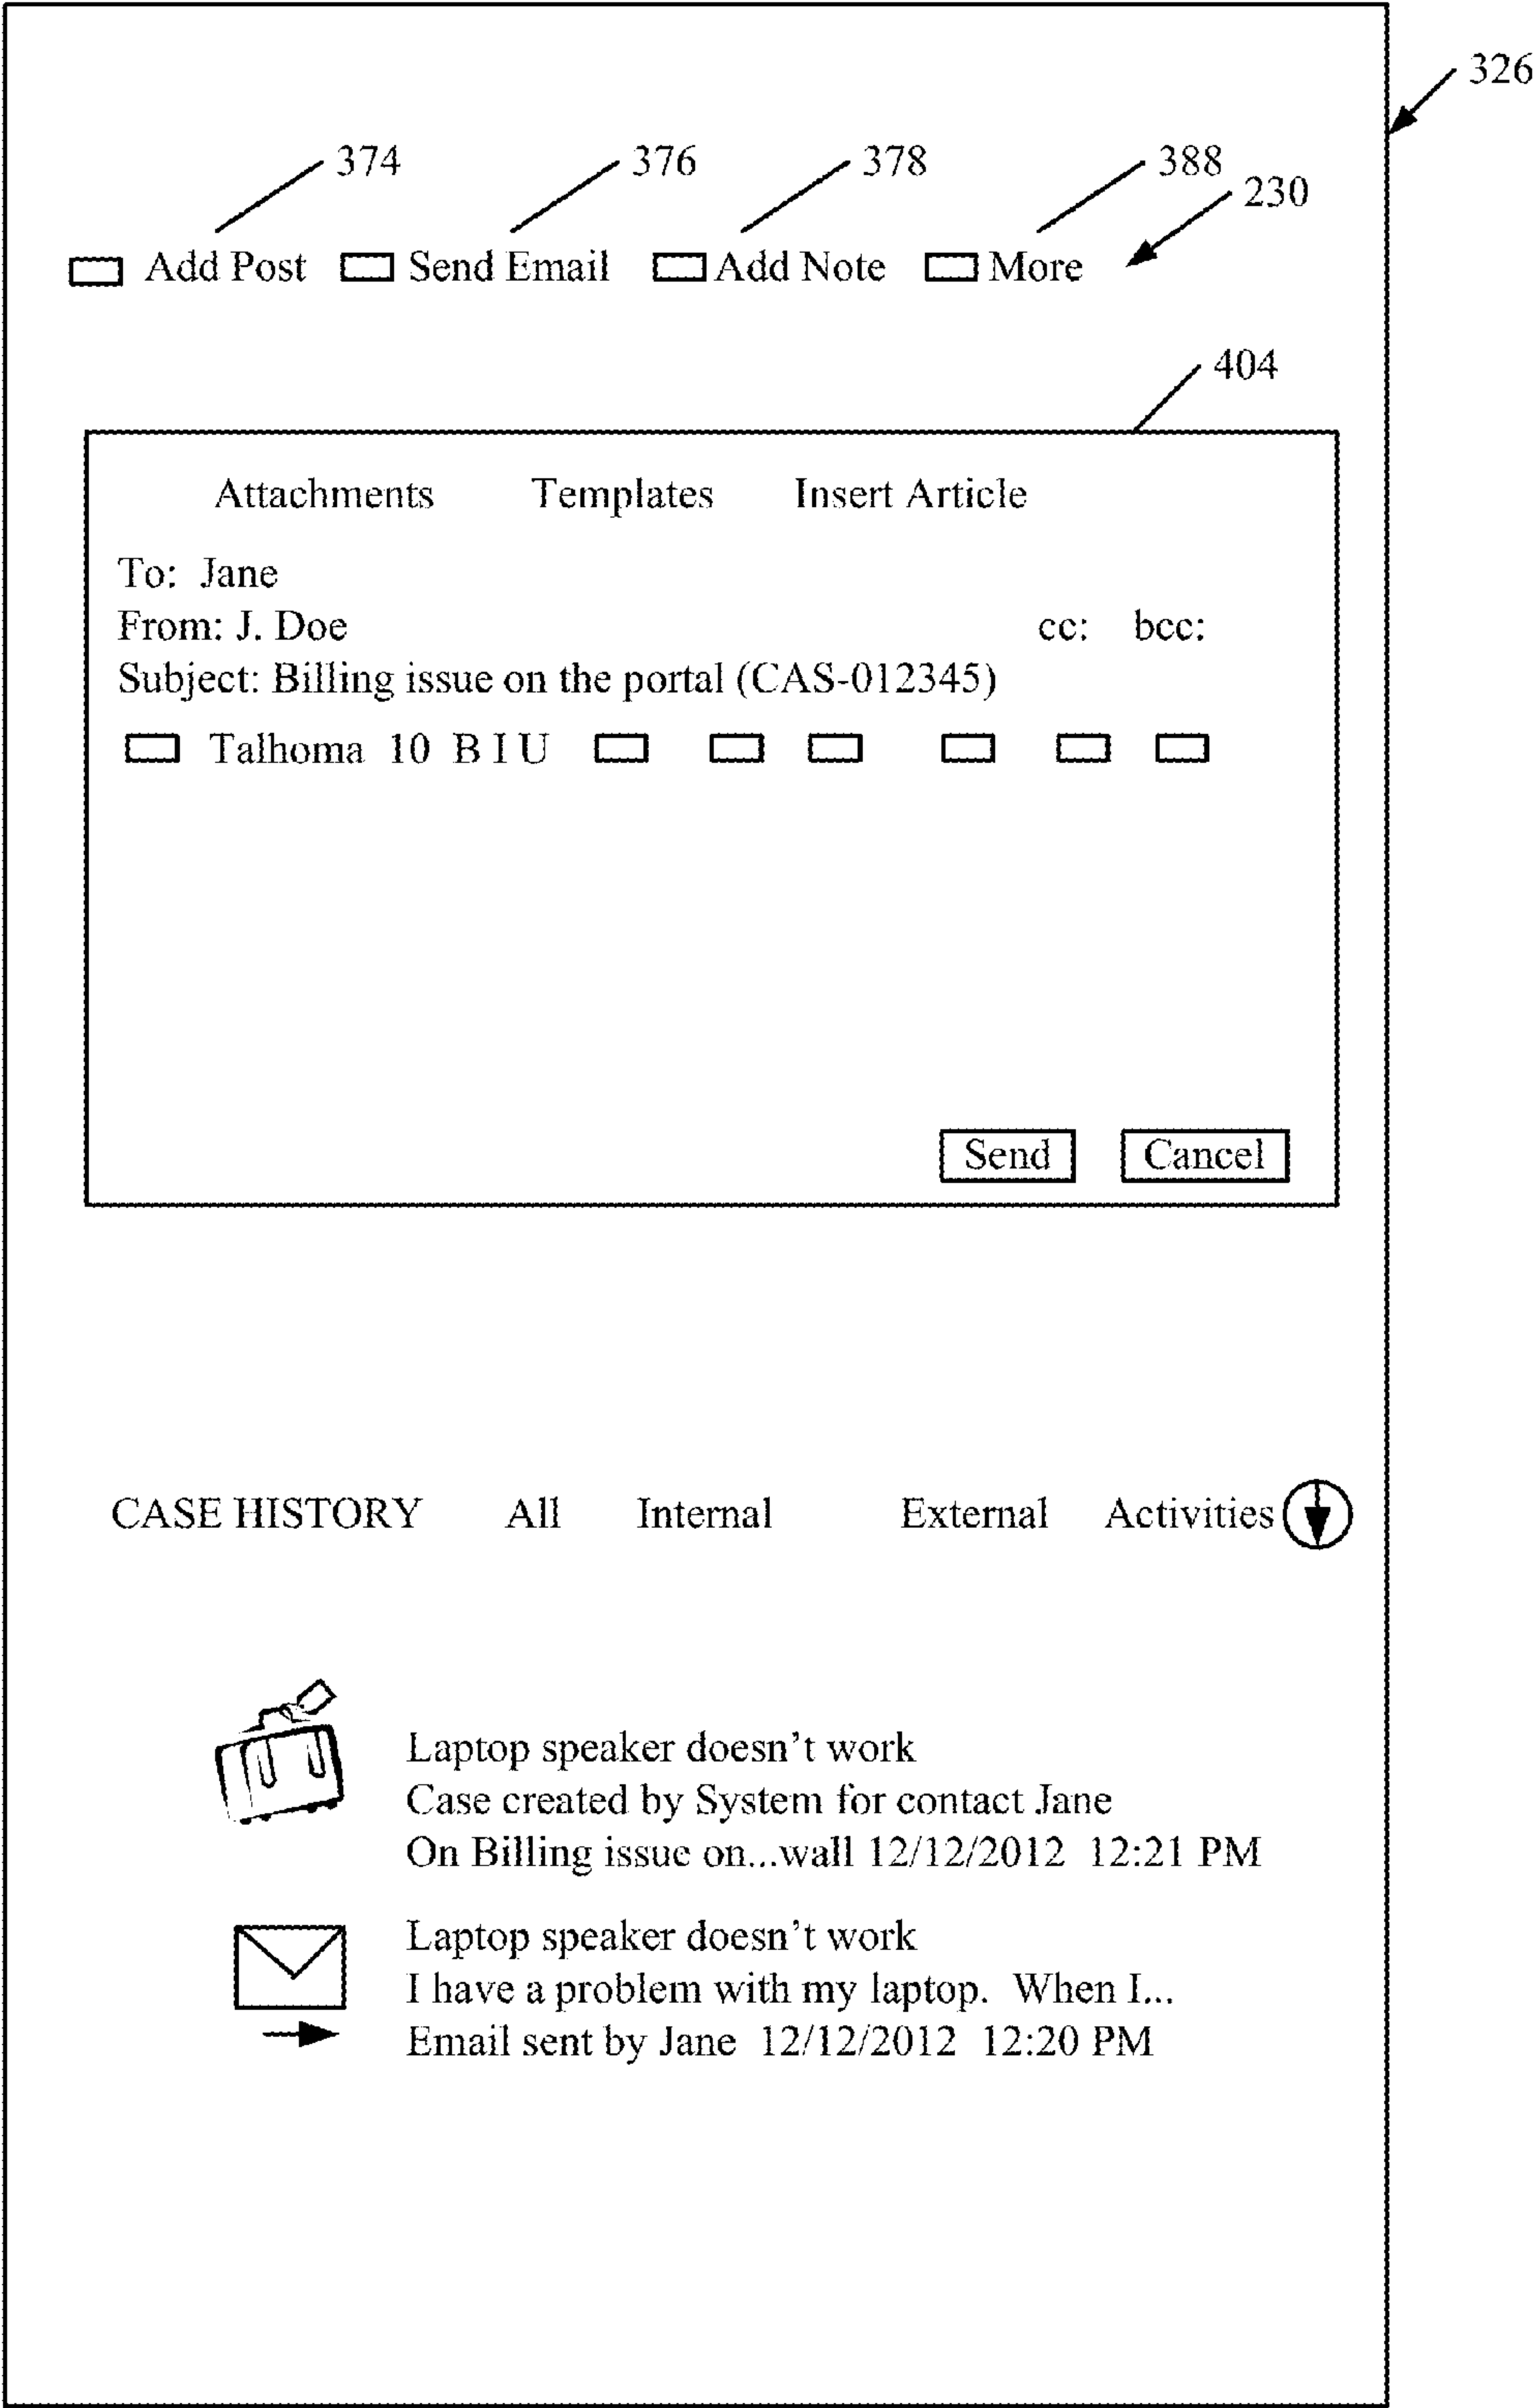 326
374 376 378 388
230
Add Post Send Email Add Note More
404
Attachments Templates Insert Article
To: Jane
From: J. Doe cc: bcc:
Subject: Billing issue on the portal (CAS-012345)
Talhoma 10 B I U
Send Cancel
CASE HISTORY All Internal External Activities
Laptop speaker doesn’t work
Case created by System for contact Jane
On Billing issue on...wall 12/12/2012 12:21 PM
Laptop speaker doesn’t work
I have a problem with my laptop. When I...
Email sent by Jane 12/12/2012 12:20 PM